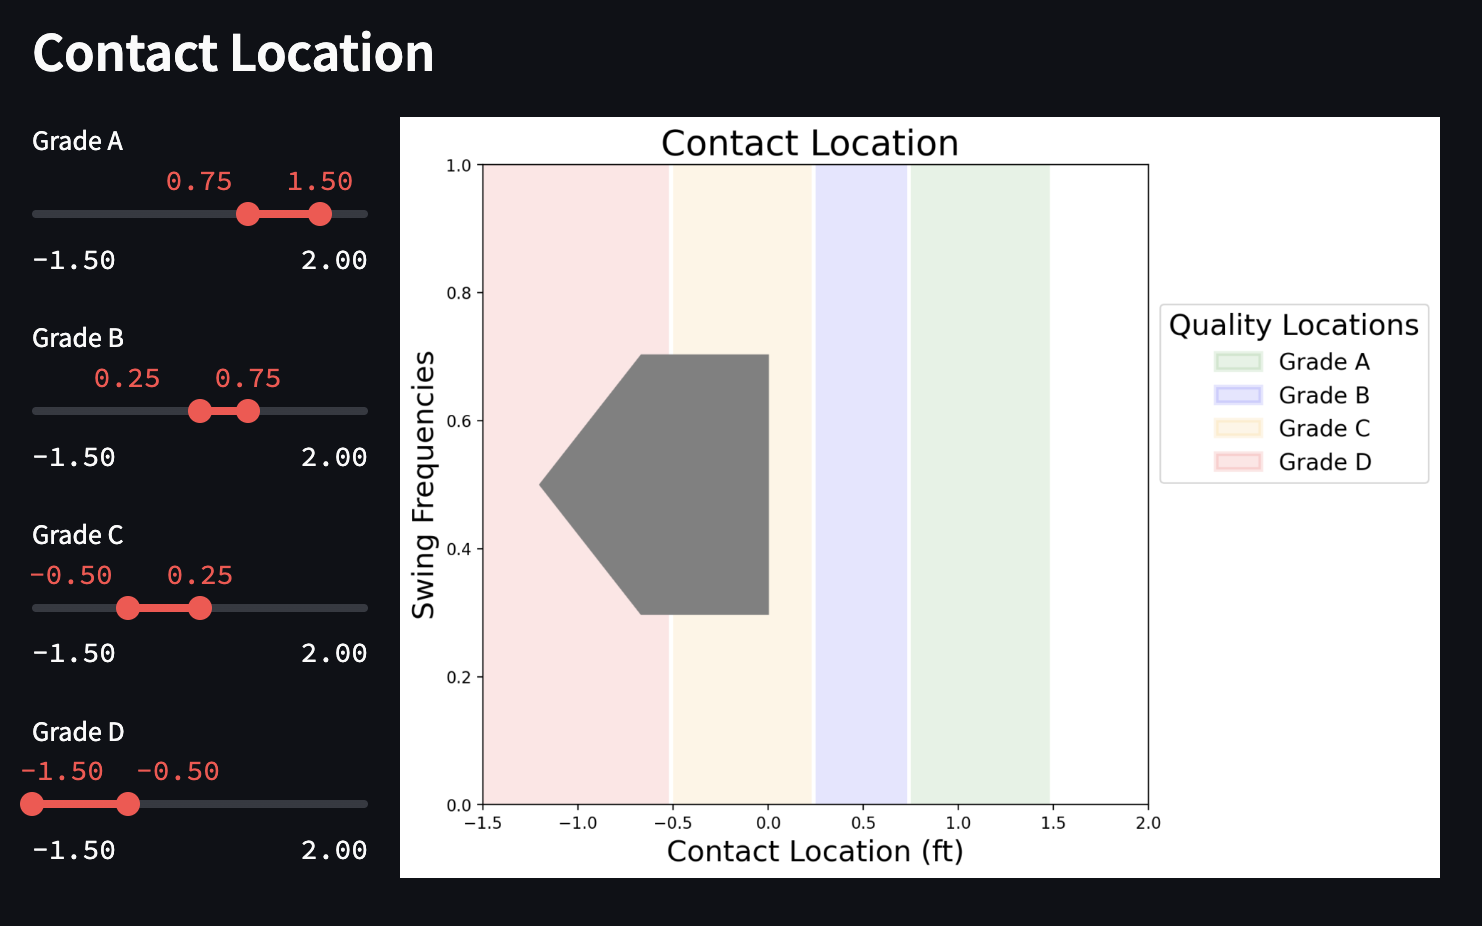 Contact Location
Grade A
0.75 1.50
-1.50 2.00
Grade B
0.25 0.75
-1.50 2.00
Grade C
-0.50 0.25
-1.50 2.00
Grade D
-1.50 -0.50
-1.50 2.00
Contact Location
1.0
0.8
0.6
0.4
0.2
0.0
Swing Frequencies
−1.5 −1.0 −0.5 0.0 0.5 1.0 1.5 2.0
Contact Location (ft)
Quality Locations
Grade A
Grade B
Grade C
Grade D